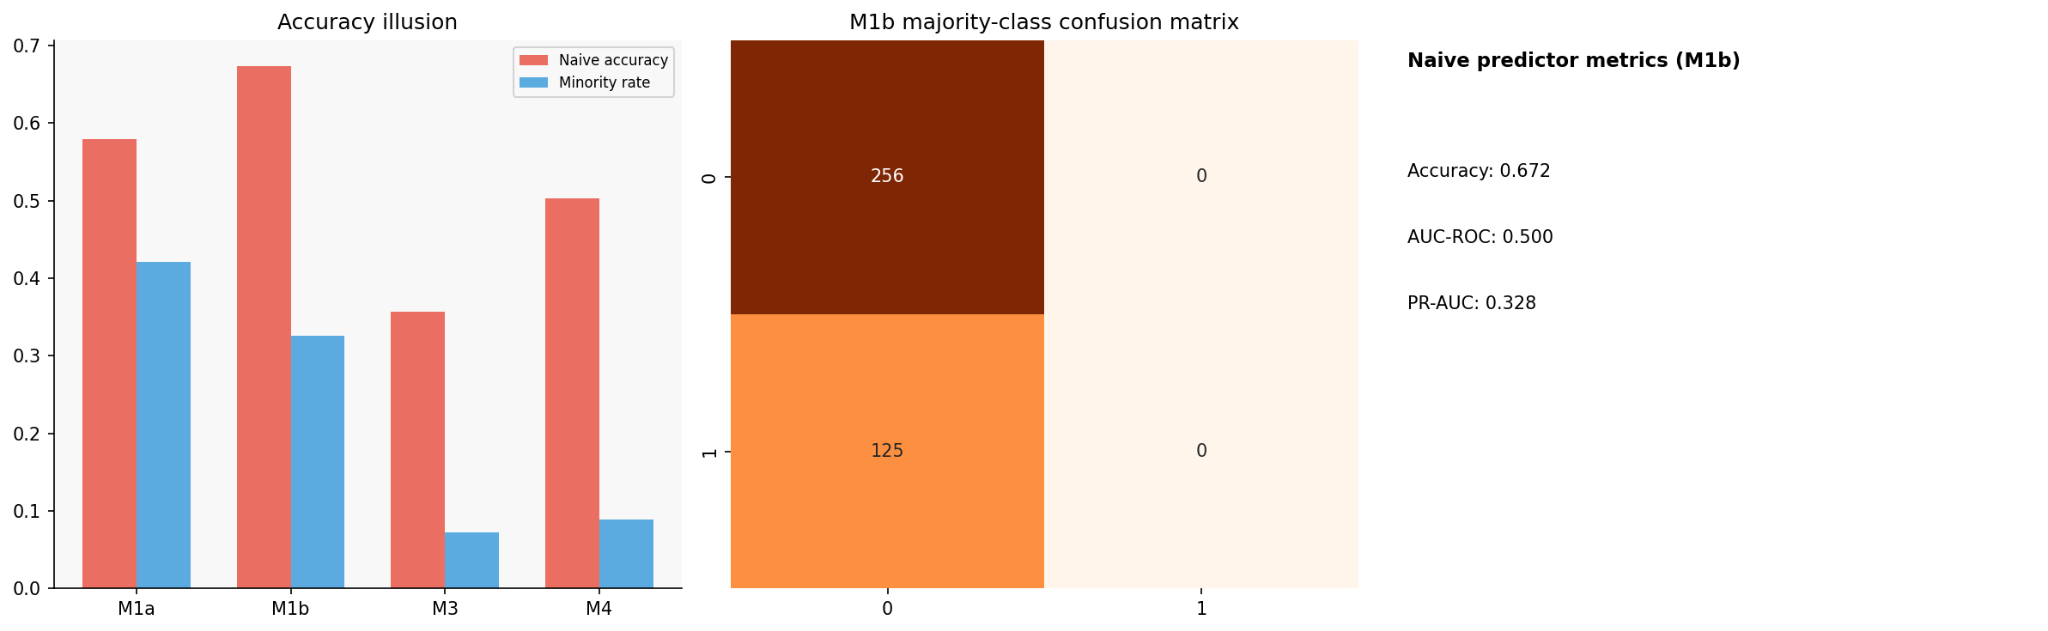 Accuracy illusion
0.7
0.6
0.5
0.4
0.3
0.2
0.1
0.0
Naive accuracy
Minority rate
M1a M1b M3 M4
M1b majority-class confusion matrix
0
1
256 0
125 0
0 1
Naive predictor metrics (M1b)
Accuracy: 0.672
AUC-ROC: 0.500
PR-AUC: 0.328